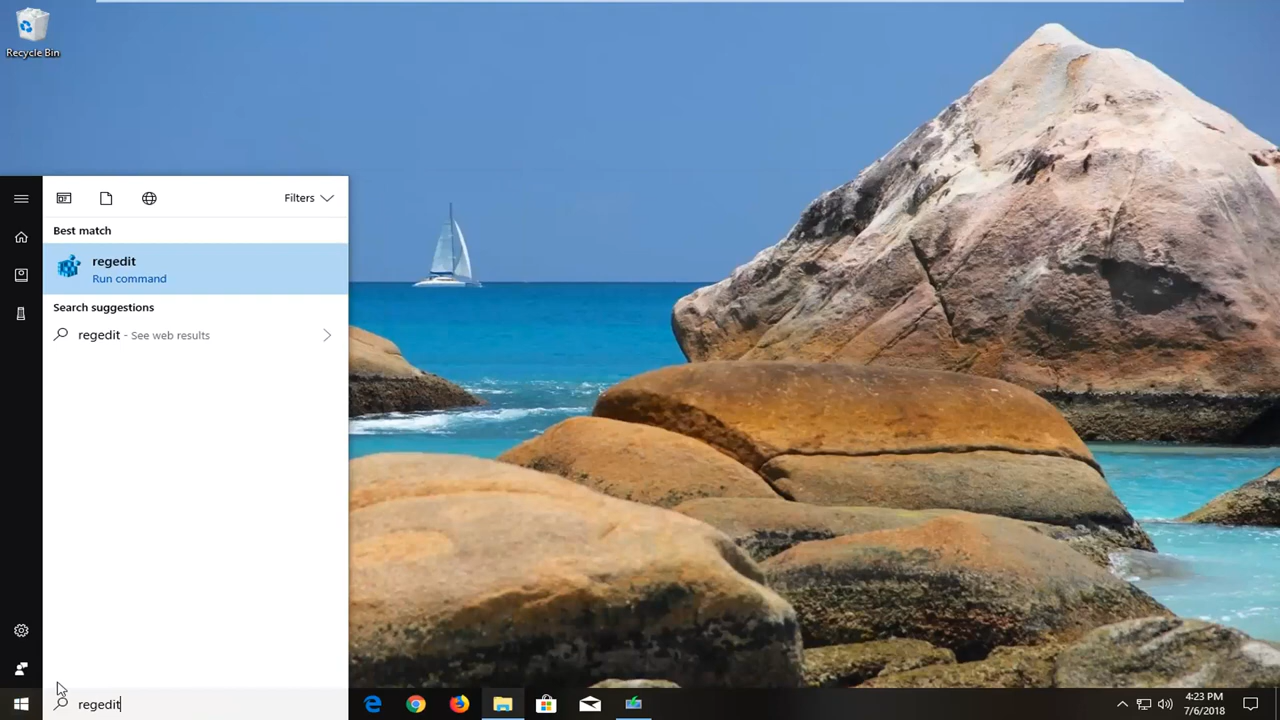 Recycle Bin
Filters
Best match
regedit
Run command
Search suggestions
regedit - See web results
regedit
4:23 PM
7/6/2018